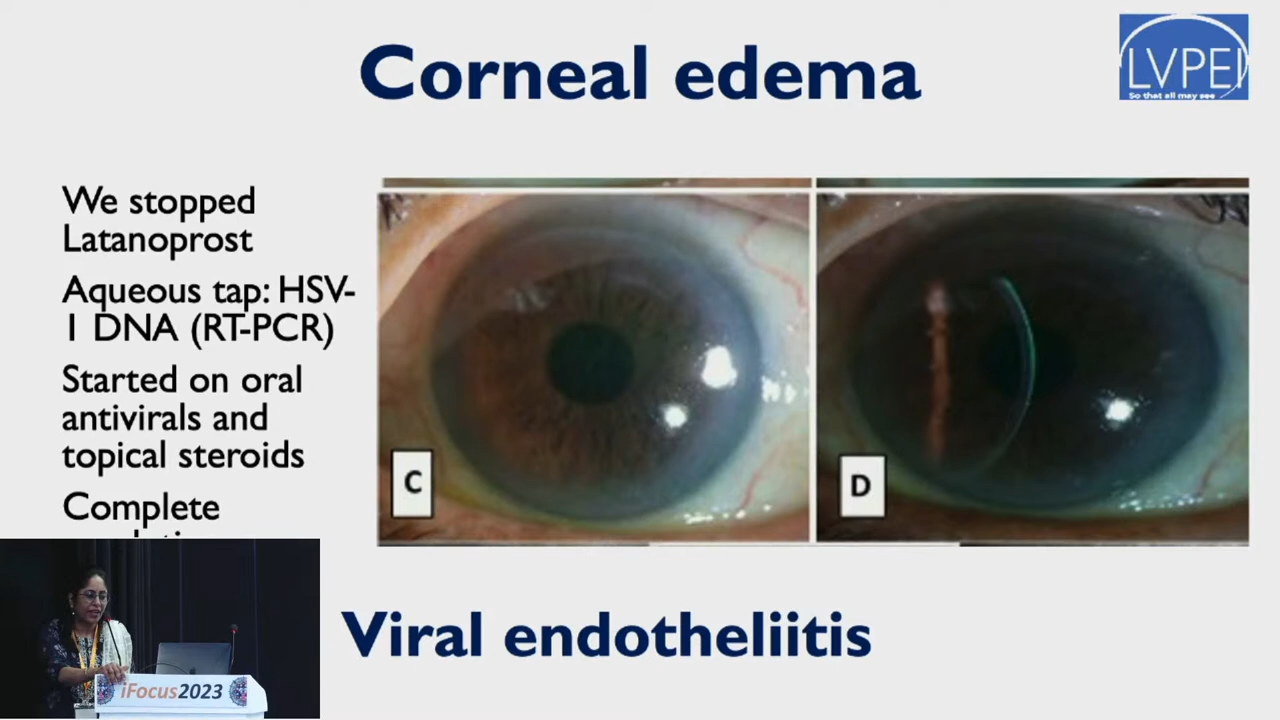 Corneal edema
LVPEI
So that all may see
We stopped
Latanoprost
Aqueous tap: HSV-
1 DNA (RT-PCR)
Started on oral
antivirals and
topical steroids
Complete
C
D
Viral endotheliitis
iFocus2023